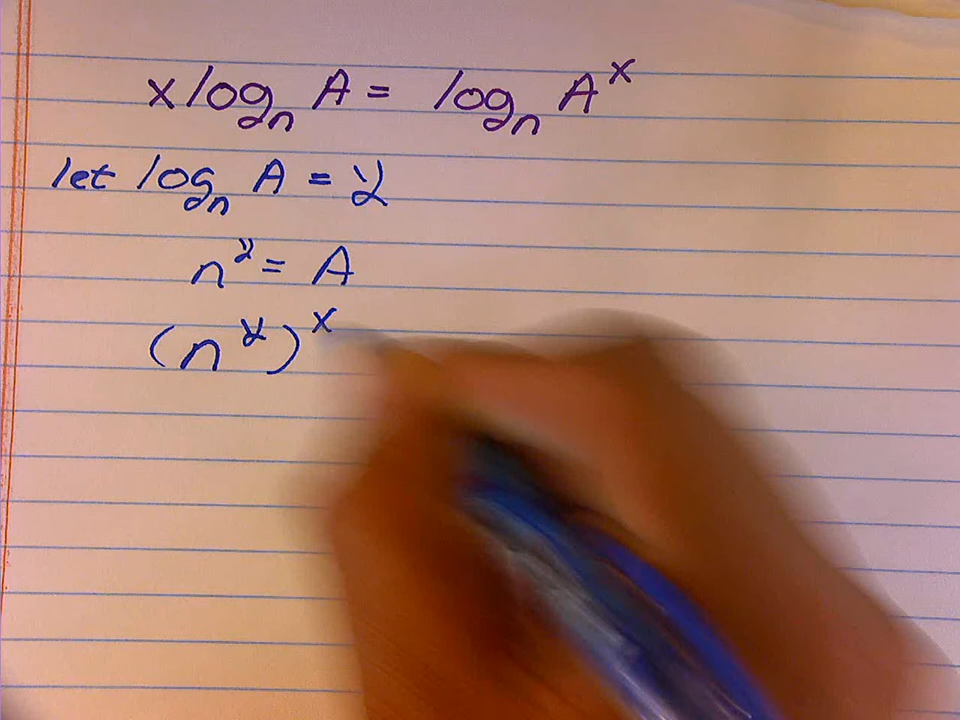 x log_n A = log_n A^x
let log_n A = y
n^y = A
(n^y)^x